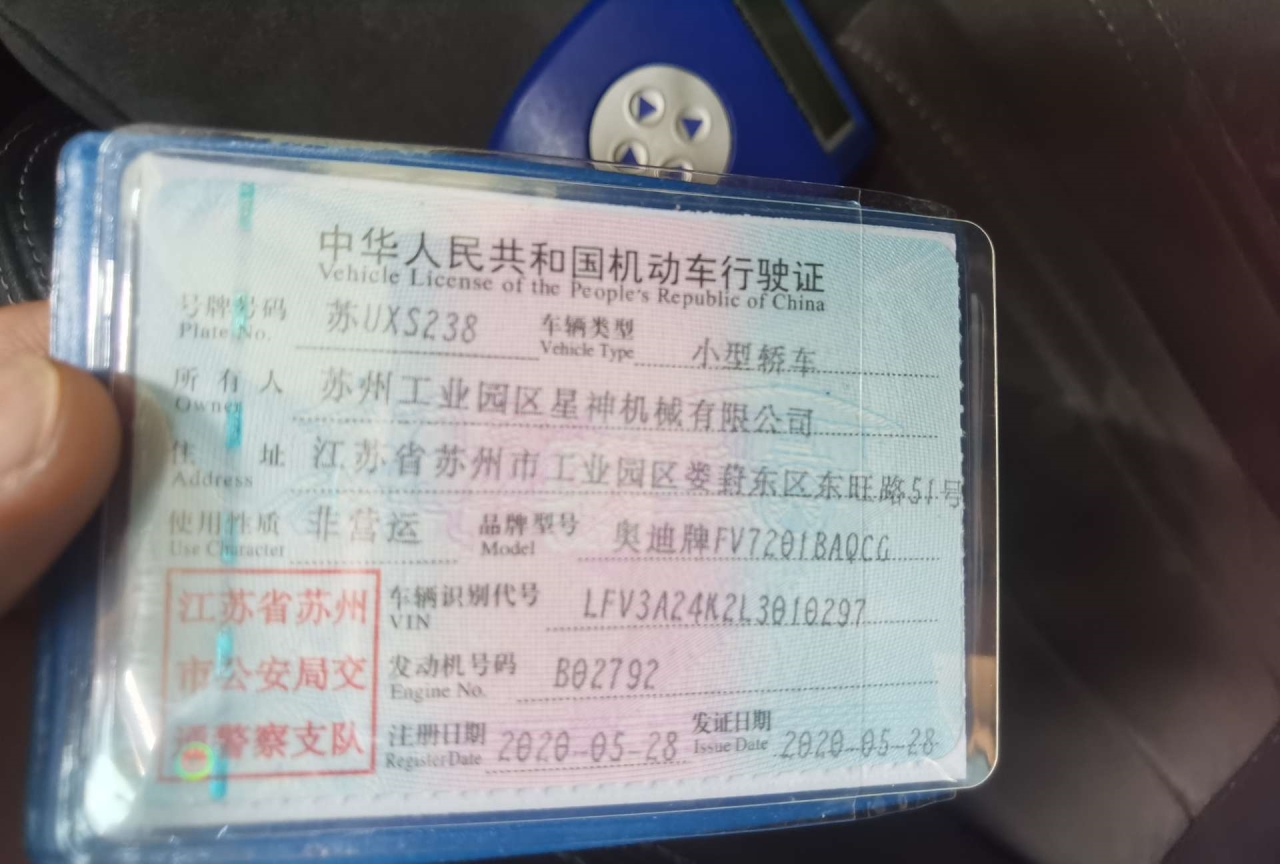 中华人民共和国机动车行驶证
Vehicle License of the People's Republic of China
号牌号码 苏UXS238 车辆类型 小型轿车
Plate No. Vehicle Type
所有人 苏州工业园区星神机械有限公司
Owner
住址 江苏省苏州市工业园区娄葑东区东旺路51号
Address
使用性质 非营运 品牌型号 奥迪牌FV7201BAQCG
Use Character Model
江苏省苏州 车辆识别代号 LFV3A24K2L3010297
VIN
市公安局交 发动机号码 B02792
Engine No.
通警察支队 注册日期 2020-05-28 发证日期 2020-05-28
Register Date Issue Date